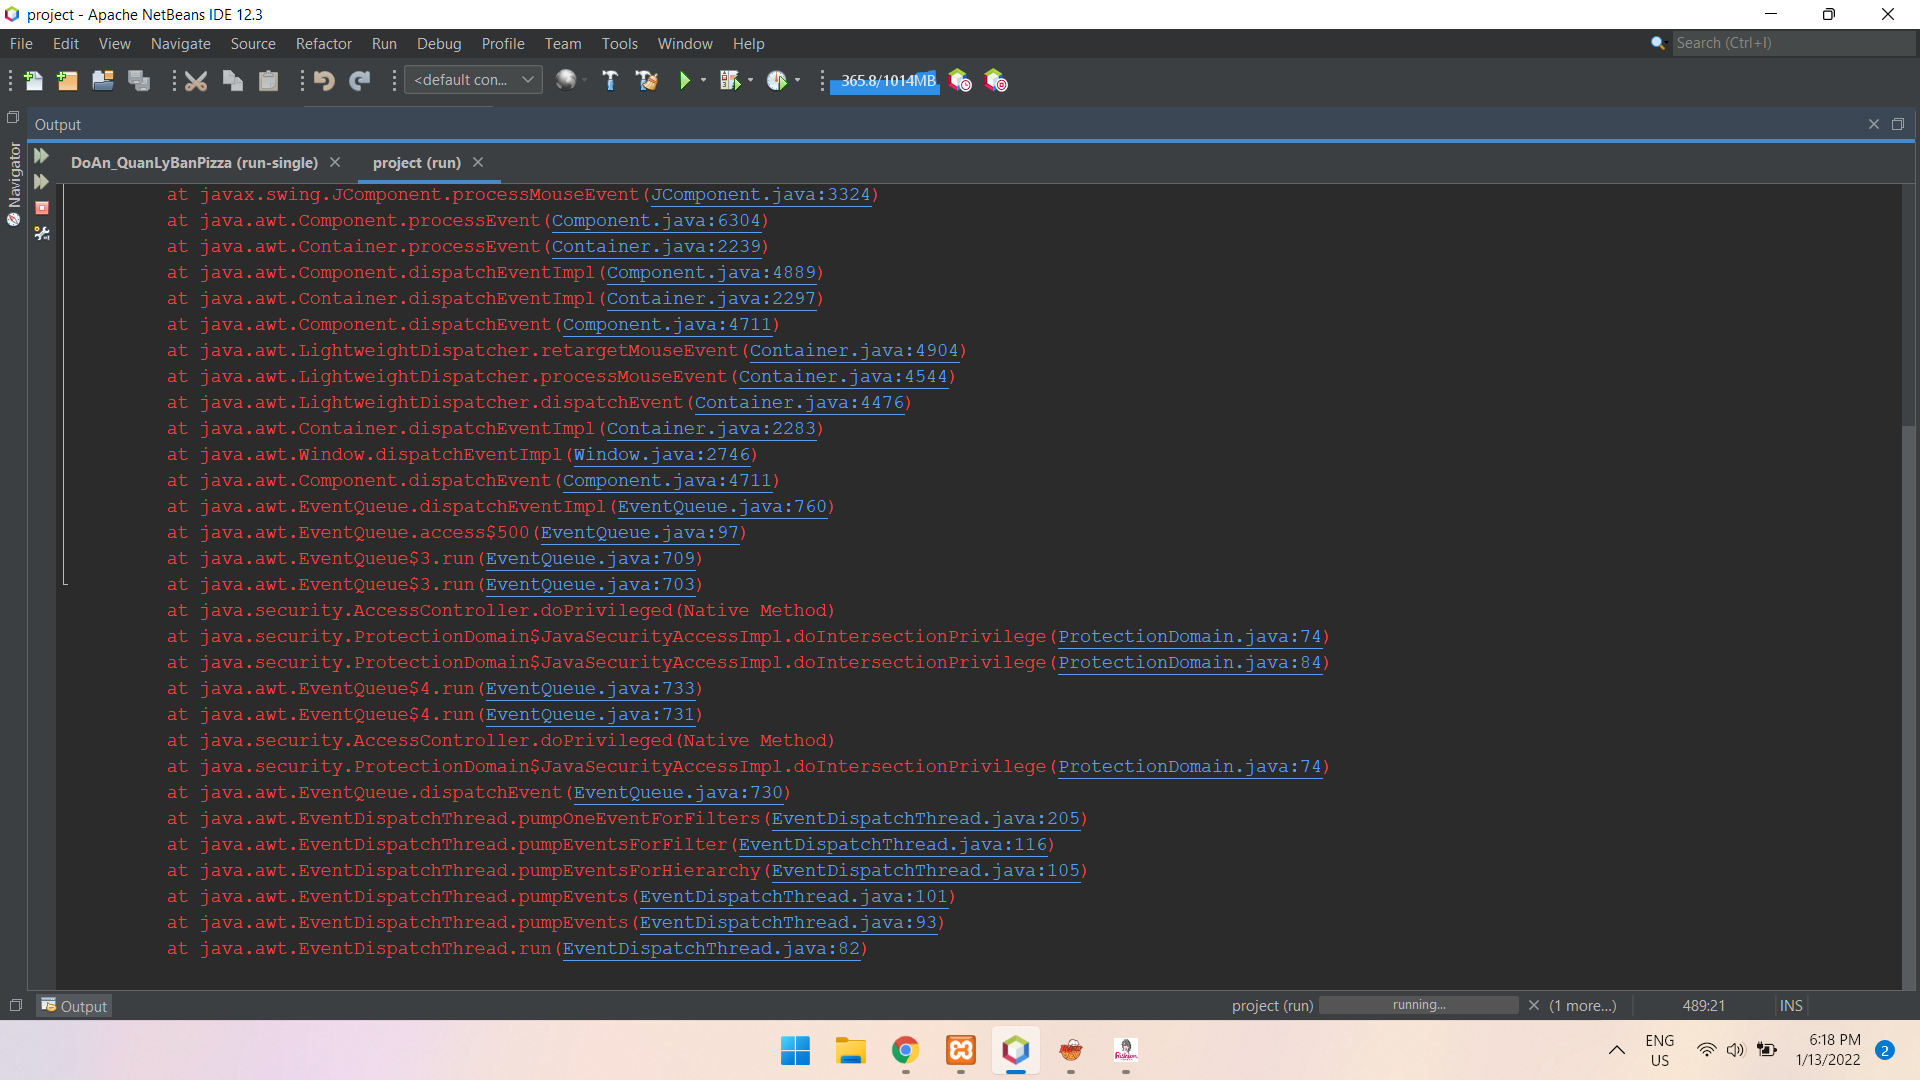 project - Apache NetBeans IDE 12.3
File Edit View Navigate Source Refactor Run Debug Profile Team Tools Window Help
Search (Ctrl+I)
<default con...
365.8/1014MB
Output
Navigator
DoAn_QuanLyBanPizza (run-single)
project (run)
at javax.swing.JComponent.processMouseEvent(JComponent.java:3324)
at java.awt.Component.processEvent(Component.java:6304)
at java.awt.Container.processEvent(Container.java:2239)
at java.awt.Component.dispatchEventImpl(Component.java:4889)
at java.awt.Container.dispatchEventImpl(Container.java:2297)
at java.awt.Component.dispatchEvent(Component.java:4711)
at java.awt.LightweightDispatcher.retargetMouseEvent(Container.java:4904)
at java.awt.LightweightDispatcher.processMouseEvent(Container.java:4544)
at java.awt.LightweightDispatcher.dispatchEvent(Container.java:4476)
at java.awt.Container.dispatchEventImpl(Container.java:2283)
at java.awt.Window.dispatchEventImpl(Window.java:2746)
at java.awt.Component.dispatchEvent(Component.java:4711)
at java.awt.EventQueue.dispatchEventImpl(EventQueue.java:760)
at java.awt.EventQueue.access$500(EventQueue.java:97)
at java.awt.EventQueue$3.run(EventQueue.java:709)
at java.awt.EventQueue$3.run(EventQueue.java:703)
at java.security.AccessController.doPrivileged(Native Method)
at java.security.ProtectionDomain$JavaSecurityAccessImpl.doIntersectionPrivilege(ProtectionDomain.java:74)
at java.security.ProtectionDomain$JavaSecurityAccessImpl.doIntersectionPrivilege(ProtectionDomain.java:84)
at java.awt.EventQueue$4.run(EventQueue.java:733)
at java.awt.EventQueue$4.run(EventQueue.java:731)
at java.security.AccessController.doPrivileged(Native Method)
at java.security.ProtectionDomain$JavaSecurityAccessImpl.doIntersectionPrivilege(ProtectionDomain.java:74)
at java.awt.EventQueue.dispatchEvent(EventQueue.java:730)
at java.awt.EventDispatchThread.pumpOneEventForFilters(EventDispatchThread.java:205)
at java.awt.EventDispatchThread.pumpEventsForFilter(EventDispatchThread.java:116)
at java.awt.EventDispatchThread.pumpEventsForHierarchy(EventDispatchThread.java:105)
at java.awt.EventDispatchThread.pumpEvents(EventDispatchThread.java:101)
at java.awt.EventDispatchThread.pumpEvents(EventDispatchThread.java:93)
at java.awt.EventDispatchThread.run(EventDispatchThread.java:82)
Output
project (run) running... (1 more...) 489:21 INS
ENG
US
6:18 PM
1/13/2022
2